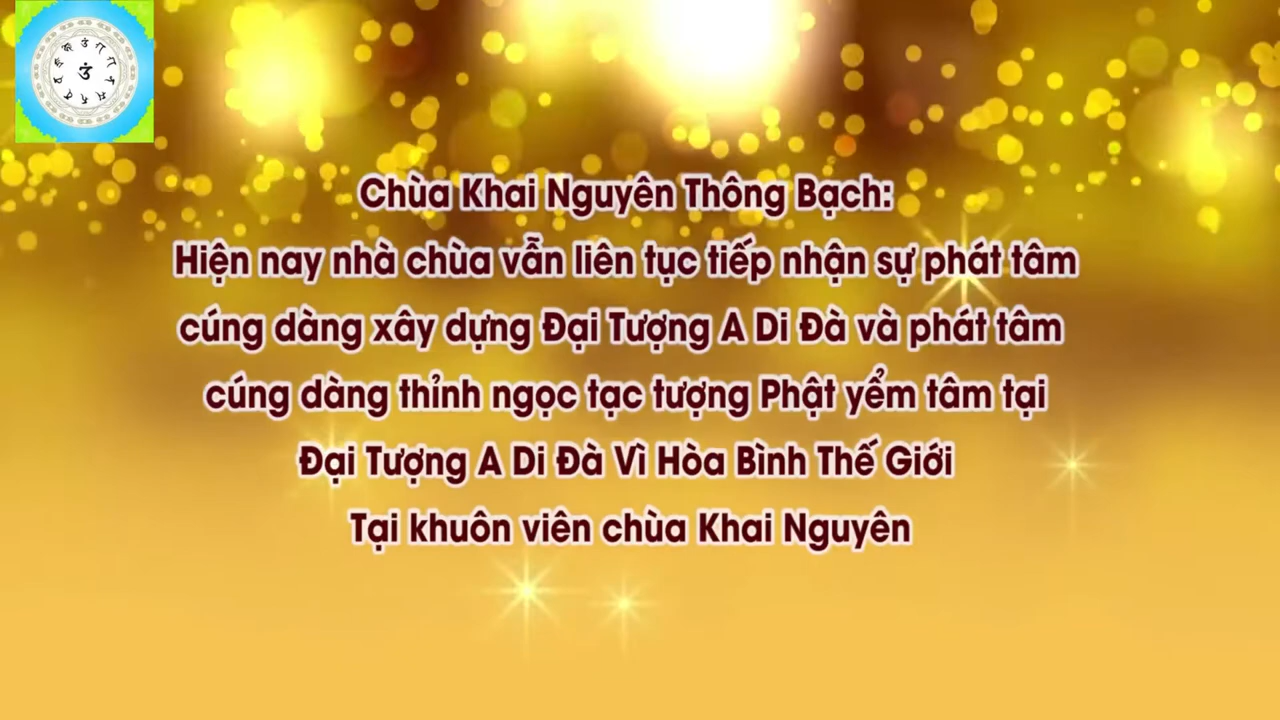 Chùa Khai Nguyên Thông Bạch:
Hiện nay nhà chùa vẫn liên tục tiếp nhận sự phát tâm
cúng dàng xây dựng Đại Tượng A Di Đà và phát tâm
cúng dàng thỉnh ngọc tạc tượng Phật yểm tâm tại
Đại Tượng A Di Đà Vì Hòa Bình Thế Giới
Tại khuôn viên chùa Khai Nguyên